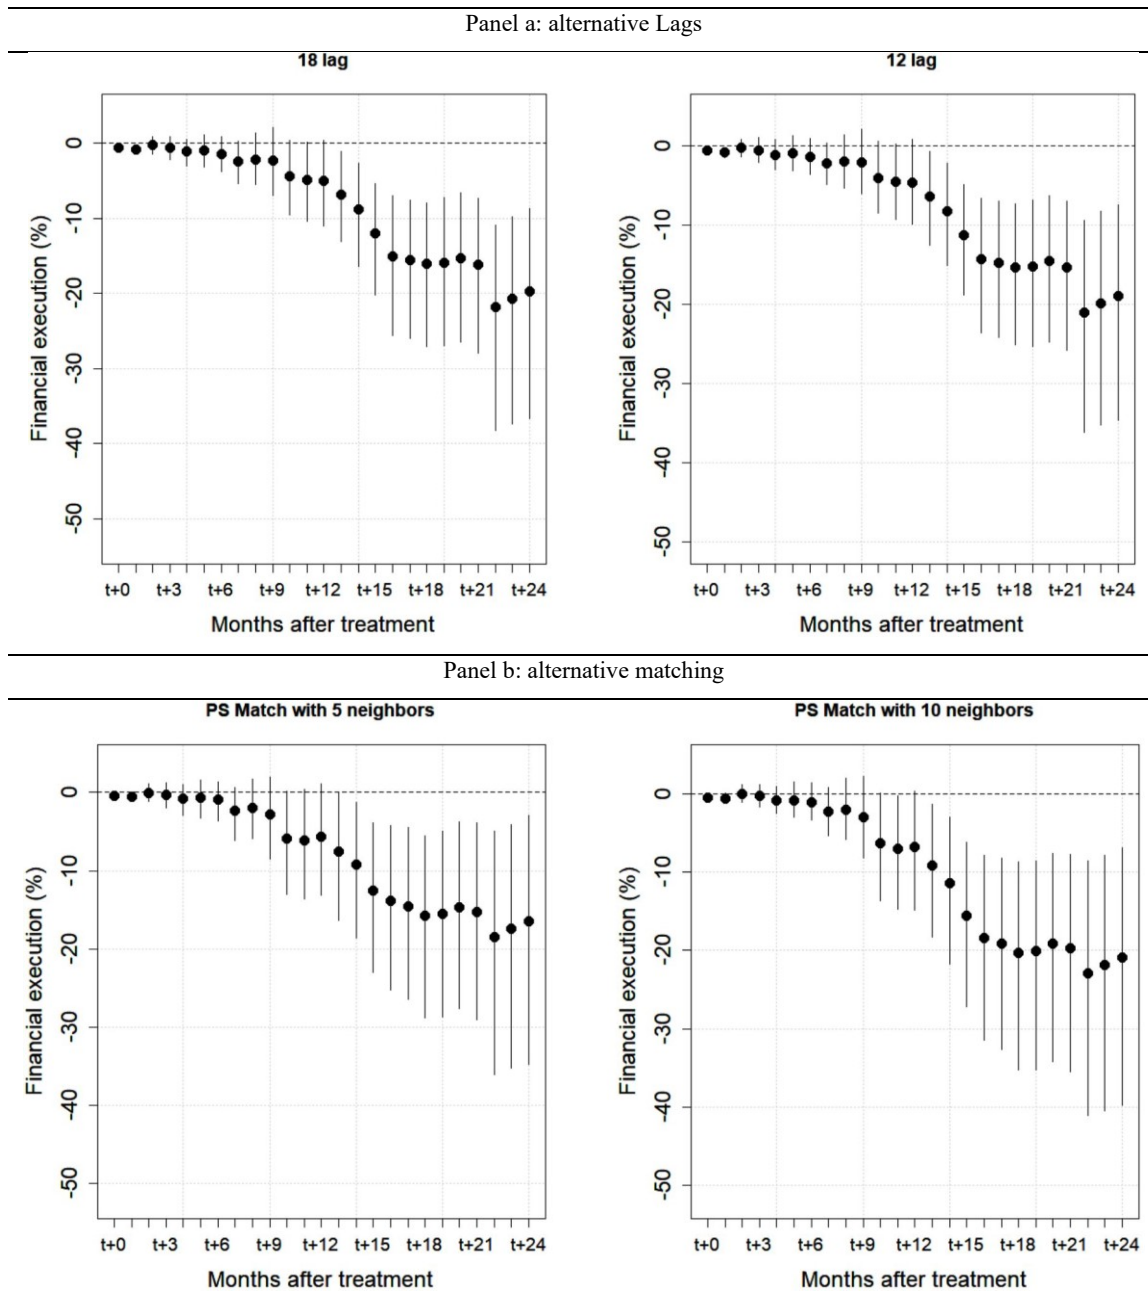 Panel a: alternative Lags
18 lag
12 lag
Financial execution (%)
0
-10
-20
-30
-40
-50
t+0 t+3 t+6 t+9 t+12 t+15 t+18 t+21 t+24
Months after treatment
Financial execution (%)
0
-10
-20
-30
-40
-50
t+0 t+3 t+6 t+9 t+12 t+15 t+18 t+21 t+24
Months after treatment
Panel b: alternative matching
PS Match with 5 neighbors
PS Match with 10 neighbors
Financial execution (%)
0
-10
-20
-30
-40
-50
t+0 t+3 t+6 t+9 t+12 t+15 t+18 t+21 t+24
Months after treatment
Financial execution (%)
0
-10
-20
-30
-40
-50
t+0 t+3 t+6 t+9 t+12 t+15 t+18 t+21 t+24
Months after treatment